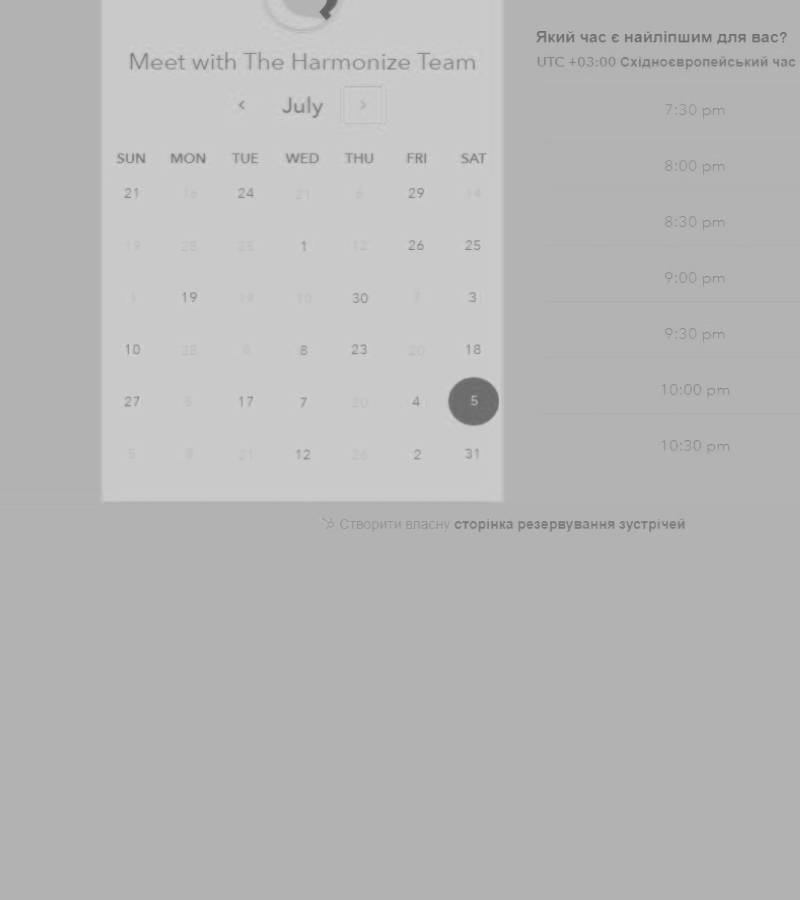 Meet with The Harmonize Team
July
SUN MON TUE WED THU FRI SAT
21 16 24 21 6 29 14
19 28 1 12 26 25
1 19 19 10 30 7 3
10 28 8 23 20 18
27 5 17 7 20 4 5
5 21 12 26 2 31
Який час є найліпшим для вас?
UTC +03:00 Східноєвропейський час
7:30 pm
8:00 pm
8:30 pm
9:00 pm
9:30 pm
10:00 pm
10:30 pm
Створити власну сторінка резервування зустрічей